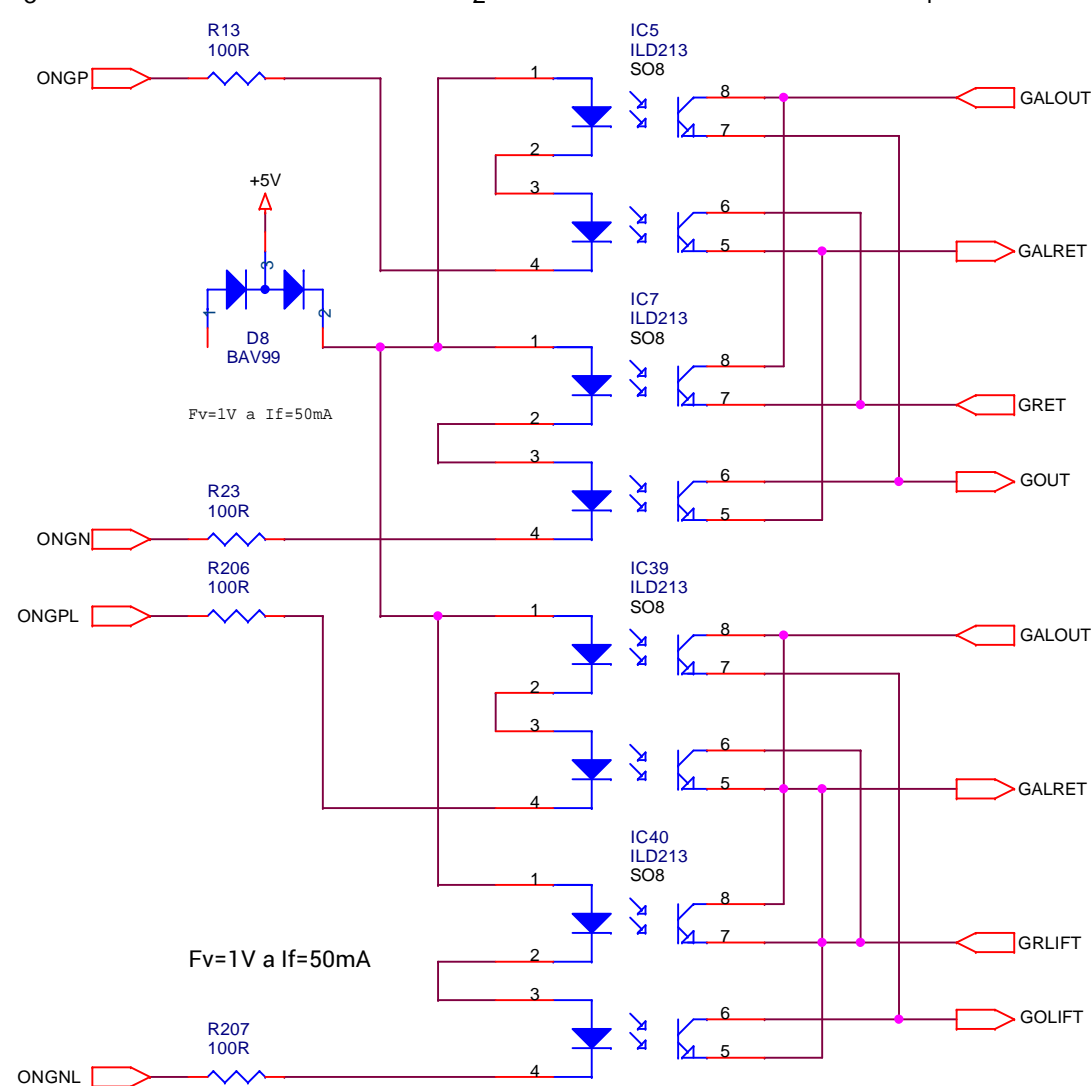 R13
100R
ONGP
IC5
ILD213
SO8
1
2
3
4
8
7
6
5
GALOUT
GALRET
+5V
3
1
2
D8
BAV99
Fv=1V a If=50mA
IC7
ILD213
SO8
1
2
3
4
8
7
6
5
GRET
GOUT
R23
100R
ONGN
R206
100R
ONGPL
IC39
ILD213
SO8
1
2
3
4
8
7
6
5
GALOUT
GALRET
IC40
ILD213
SO8
1
2
3
4
8
7
6
5
GRLIFT
GOLIFT
Fv=1V a If=50mA
R207
100R
ONGNL